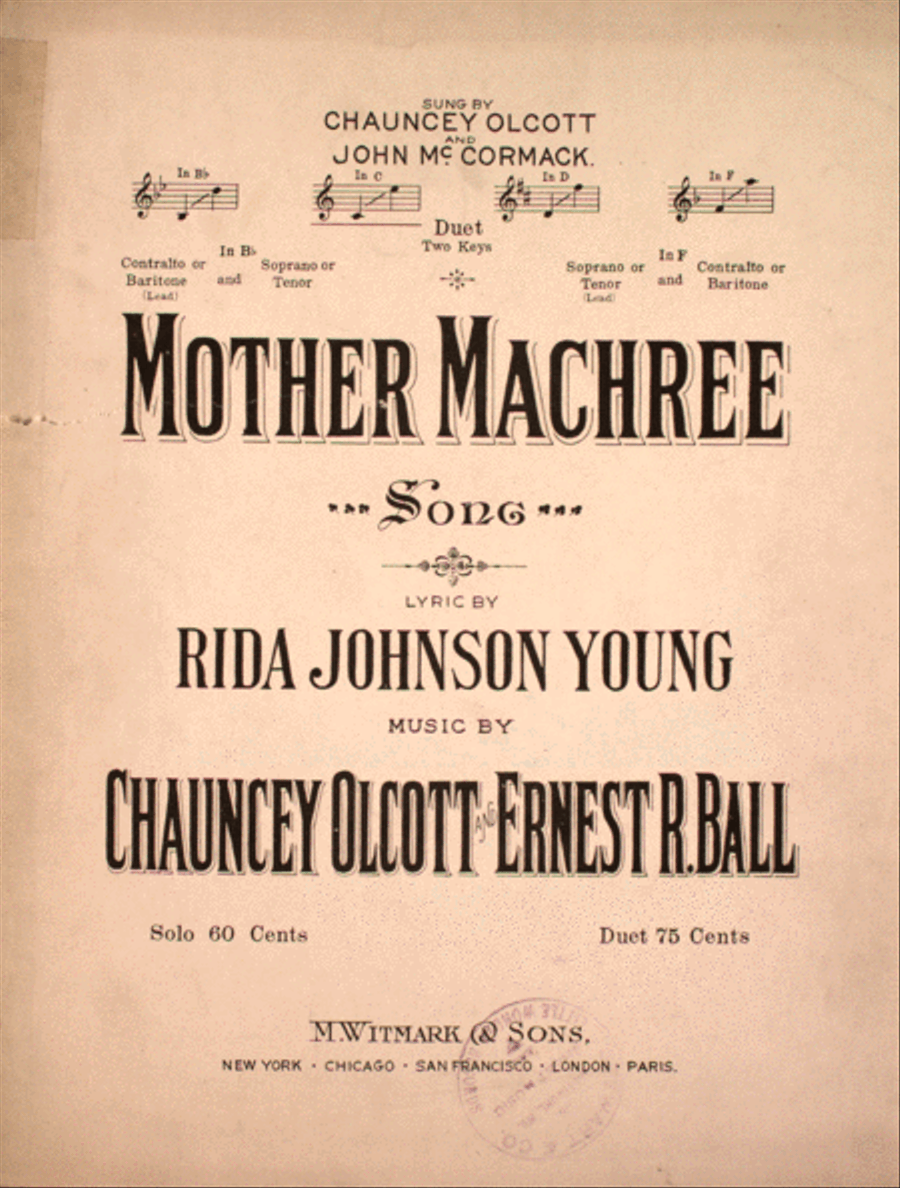 SUNG BY
CHAUNCEY OLCOTT
AND
JOHN McCORMACK.
In B♭ In C In D In F
Duet
Two Keys
In B♭ In F
Contralto or Soprano or Soprano or Contralto or
Baritone and Tenor Tenor and Baritone
(Lead) (Lead)
MOTHER MACHREE
SONG
LYRIC BY
RIDA JOHNSON YOUNG
MUSIC BY
CHAUNCEY OLCOTT AND ERNEST R. BALL
Solo 60 Cents Duet 75 Cents
M. WITMARK & SONS,
NEW YORK · CHICAGO · SAN FRANCISCO · LONDON · PARIS.
& CO.